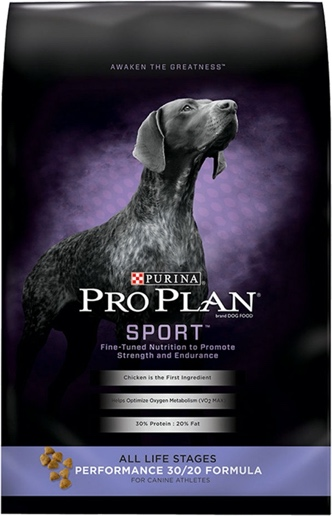 AWAKEN THE GREATNESS™
PURINA
PRO PLAN®
brand DOG FOOD
SPORT™
Fine-Tuned Nutrition to Promote
Strength and Endurance
Chicken is the First Ingredient
Helps Optimize Oxygen Metabolism (VO2 MAX)
30% Protein : 20% Fat
ALL LIFE STAGES
PERFORMANCE 30/20 FORMULA
FOR CANINE ATHLETES